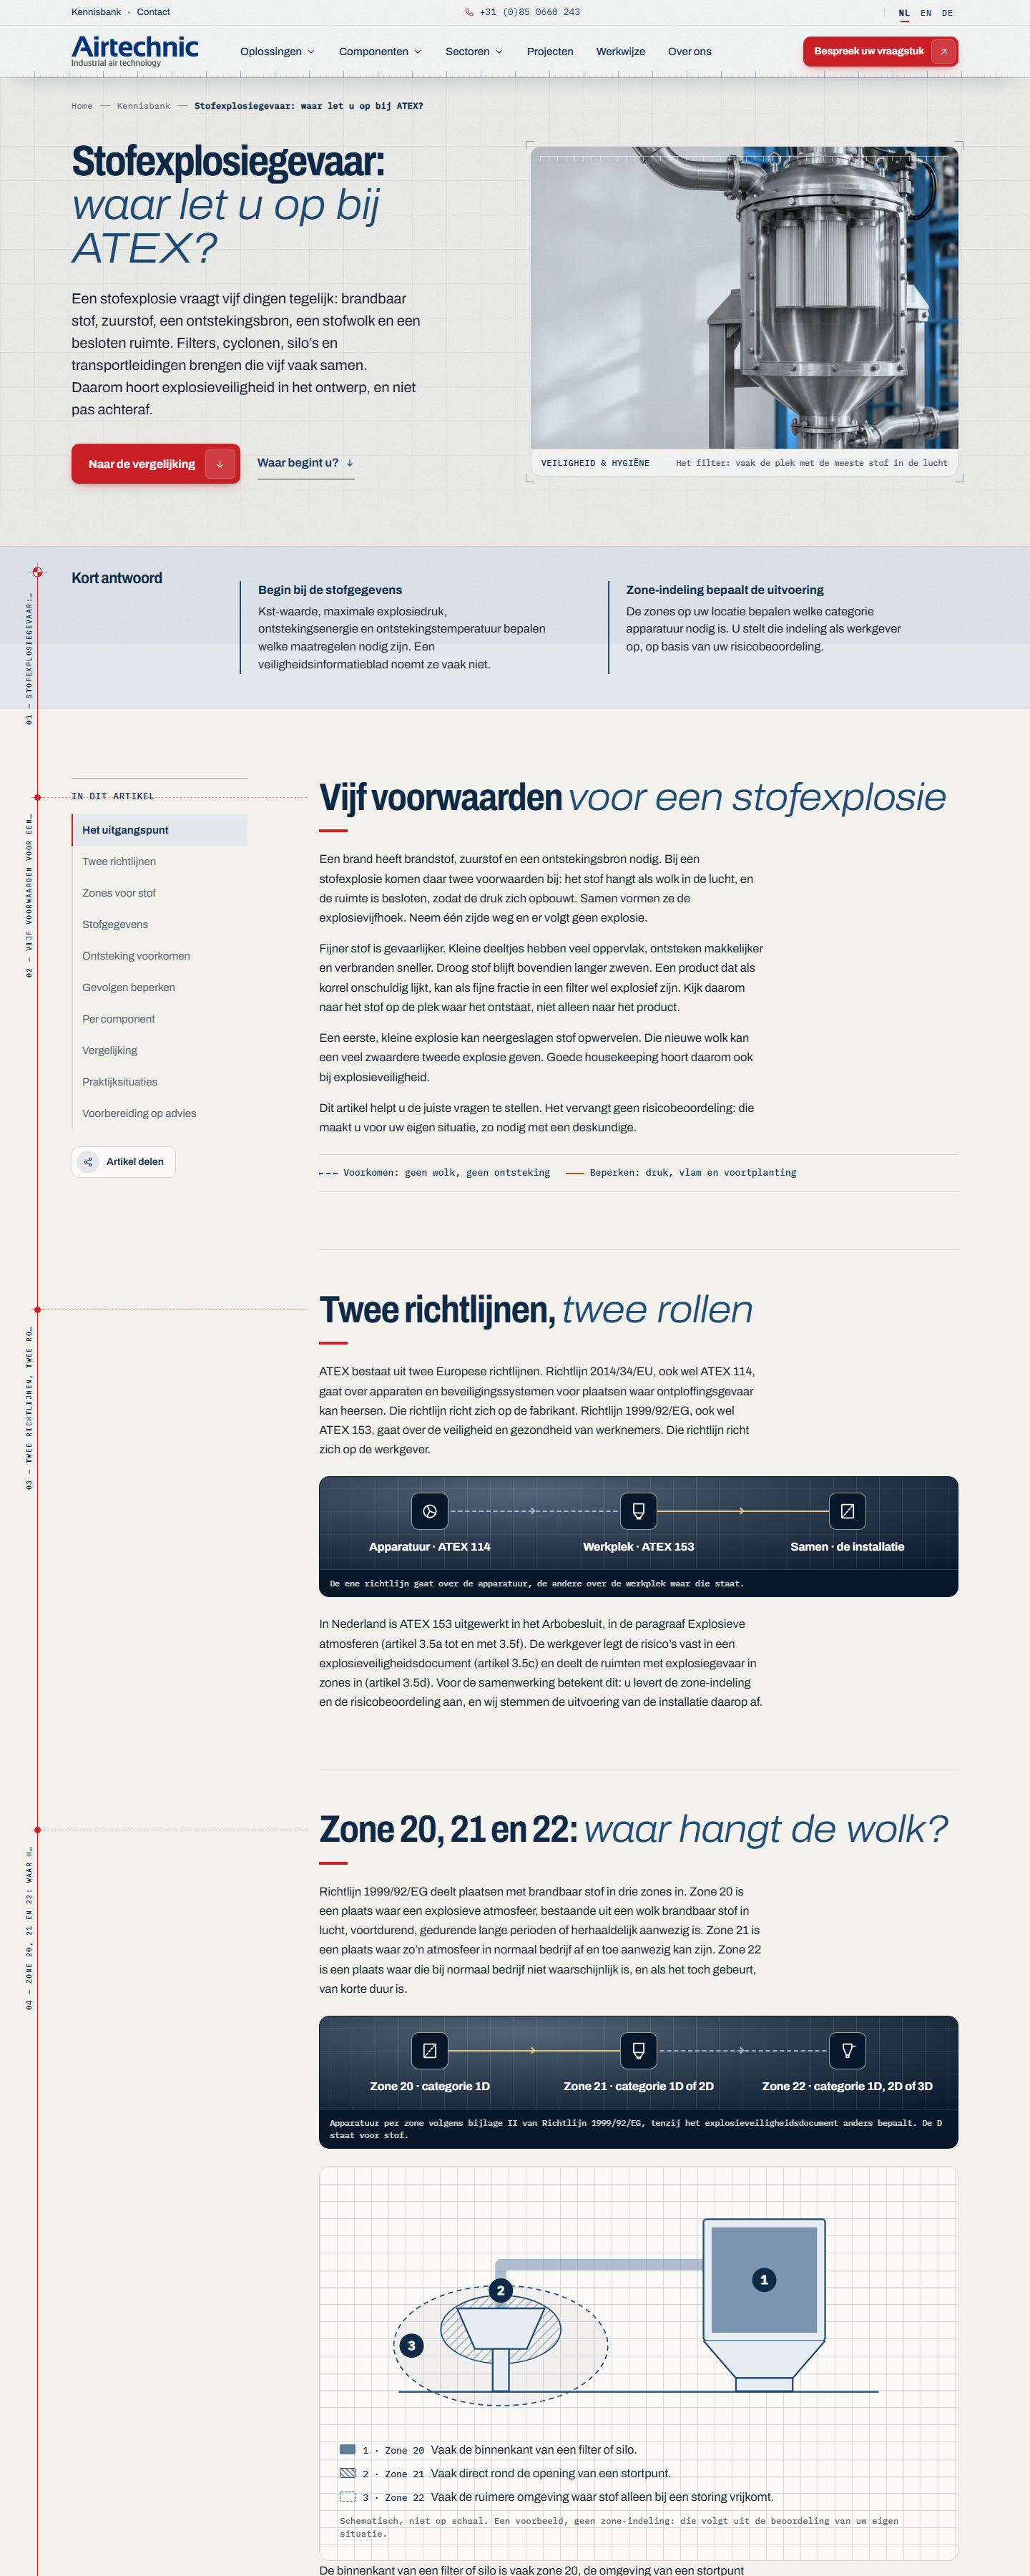 Kennisbank • Contact
+31 (0)85 0660 243
NL EN DE
Airtechnic
Industrial air technology
Oplossingen
Componenten
Sectoren
Projecten
Werkwijze
Over ons
Bespreek uw vraagstuk
Home — Kennisbank — Stofexplosiegevaar: waar let u op bij ATEX?
Stofexplosiegevaar:
waar let u op bij
ATEX?
Een stofexplosie vraagt vijf dingen tegelijk: brandbaar
stof, zuurstof, een ontstekingsbron, een stofwolk en een
besloten ruimte. Filters, cyclonen, silo's en
transportleidingen brengen die vijf vaak samen.
Daarom hoort explosieveiligheid in het ontwerp, en niet
pas achteraf.
Naar de vergelijking
Waar begint u?
VEILIGHEID & HYGIËNE
Het filter: vaak de plek met de meeste stof in de lucht
01 — STOFEXPLOSIEGEVAAR:…
Kort antwoord
Begin bij de stofgegevens
Kst-waarde, maximale explosiedruk,
ontstekingsenergie en ontstekingstemperatuur bepalen
welke maatregelen nodig zijn. Een
veiligheidsinformatieblad noemt ze vaak niet.
Zone-indeling bepaalt de uitvoering
De zones op uw locatie bepalen welke categorie
apparatuur nodig is. U stelt die indeling als werkgever
op, op basis van uw risicobeoordeling.
02 — VIJF VOORWAARDEN VOOR EEN…
IN DIT ARTIKEL
Het uitgangspunt
Twee richtlijnen
Zones voor stof
Stofgegevens
Ontsteking voorkomen
Gevolgen beperken
Per component
Vergelijking
Praktijksituaties
Voorbereiding op advies
Artikel delen
Vijf voorwaarden voor een stofexplosie
Een brand heeft brandstof, zuurstof en een ontstekingsbron nodig. Bij een
stofexplosie komen daar twee voorwaarden bij: het stof hangt als wolk in de lucht, en
de ruimte is besloten, zodat de druk zich opbouwt. Samen vormen ze de
explosievijfhoek. Neem één zijde weg en er volgt geen explosie.
Fijner stof is gevaarlijker. Kleine deeltjes hebben veel oppervlak, ontsteken makkelijker
en verbranden sneller. Droog stof blijft bovendien langer zweven. Een product dat als
korrel onschuldig lijkt, kan als fijne fractie in een filter wel explosief zijn. Kijk daarom
naar het stof op de plek waar het ontstaat, niet alleen naar het product.
Een eerste, kleine explosie kan neergeslagen stof opwervelen. Die nieuwe wolk kan
een veel zwaardere tweede explosie geven. Goede housekeeping hoort daarom ook
bij explosieveiligheid.
Dit artikel helpt u de juiste vragen te stellen. Het vervangt geen risicobeoordeling: die
maakt u voor uw eigen situatie, zo nodig met een deskundige.
Voorkomen: geen wolk, geen ontsteking
Beperken: druk, vlam en voortplanting
03 — TWEE RICHTLIJNEN, TWEE RO…
Twee richtlijnen, twee rollen
ATEX bestaat uit twee Europese richtlijnen. Richtlijn 2014/34/EU, ook wel ATEX 114,
gaat over apparaten en beveiligingssystemen voor plaatsen waar ontploffingsgevaar
kan heersen. Die richtlijn richt zich op de fabrikant. Richtlijn 1999/92/EG, ook wel
ATEX 153, gaat over de veiligheid en gezondheid van werknemers. Die richtlijn richt
zich op de werkgever.
Apparatuur · ATEX 114
Werkplek · ATEX 153
Samen · de installatie
De ene richtlijn gaat over de apparatuur, de andere over de werkplek waar die staat.
In Nederland is ATEX 153 uitgewerkt in het Arbobesluit, in de paragraaf Explosieve
atmosferen (artikel 3.5a tot en met 3.5f). De werkgever legt de risico's vast in een
explosieveiligheidsdocument (artikel 3.5c) en deelt de ruimten met explosiegevaar in
zones in (artikel 3.5d). Voor de samenwerking betekent dit: u levert de zone-indeling
en de risicobeoordeling aan, en wij stemmen de uitvoering van de installatie daarop af.
04 — ZONE 20, 21 EN 22: WAAR H…
Zone 20, 21 en 22: waar hangt de wolk?
Richtlijn 1999/92/EG deelt plaatsen met brandbaar stof in drie zones in. Zone 20 is
een plaats waar een explosieve atmosfeer, bestaande uit een wolk brandbaar stof in
lucht, voortdurend, gedurende lange perioden of herhaaldelijk aanwezig is. Zone 21 is
een plaats waar zo'n atmosfeer in normaal bedrijf af en toe aanwezig kan zijn. Zone 22
is een plaats waar die bij normaal bedrijf niet waarschijnlijk is, en als het toch gebeurt,
van korte duur is.
Zone 20 · categorie 1D
Zone 21 · categorie 1D of 2D
Zone 22 · categorie 1D, 2D of 3D
Apparatuur per zone volgens bijlage II van Richtlijn 1999/92/EG, tenzij het explosieveiligheidsdocument anders bepaalt. De D
staat voor stof.
1
2
3
1 · Zone 20 Vaak de binnenkant van een filter of silo.
2 · Zone 21 Vaak direct rond de opening van een stortpunt.
3 · Zone 22 Vaak de ruimere omgeving waar stof alleen bij een storing vrijkomt.
Schematisch, niet op schaal. Een voorbeeld, geen zone-indeling: die volgt uit de beoordeling van uw eigen
situatie.
De binnenkant van een filter of silo is vaak zone 20, de omgeving van een stortpunt